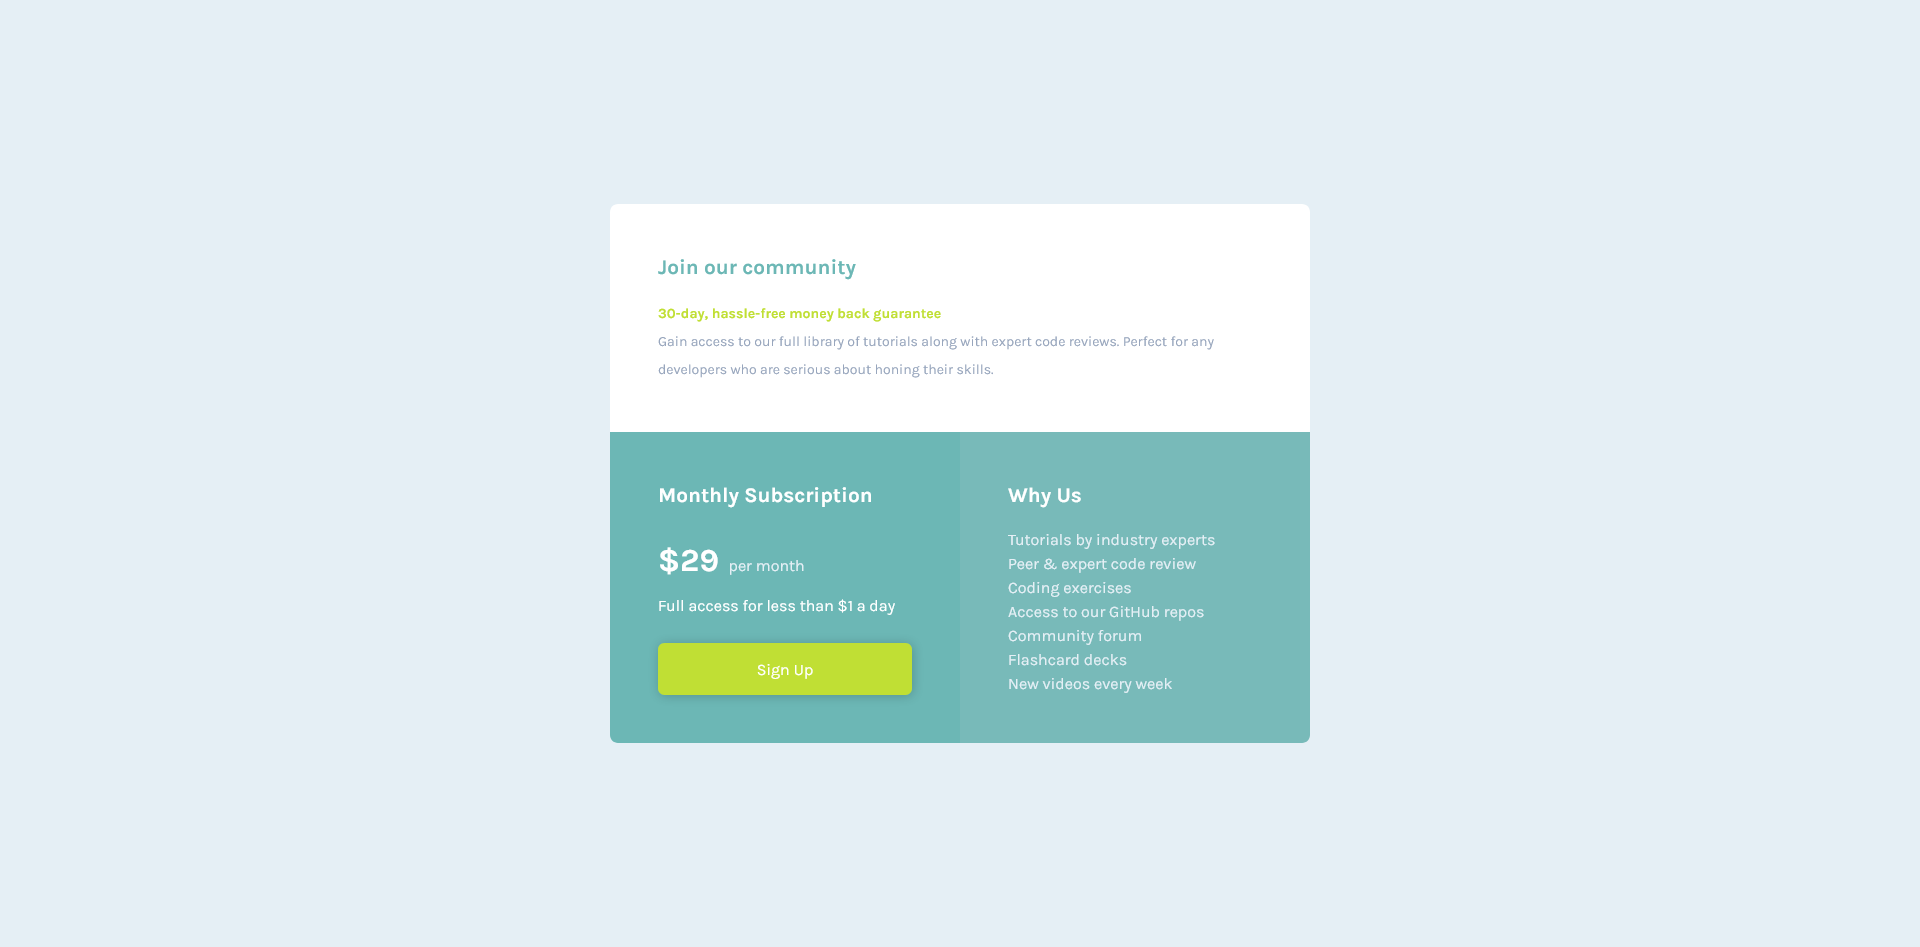 Join our community
30-day, hassle-free money back guarantee
Gain access to our full library of tutorials along with expert code reviews. Perfect for any
developers who are serious about honing their skills.
Monthly Subscription
$29 per month
Full access for less than $1 a day
Sign Up
Why Us
Tutorials by industry experts
Peer & expert code review
Coding exercises
Access to our GitHub repos
Community forum
Flashcard decks
New videos every week